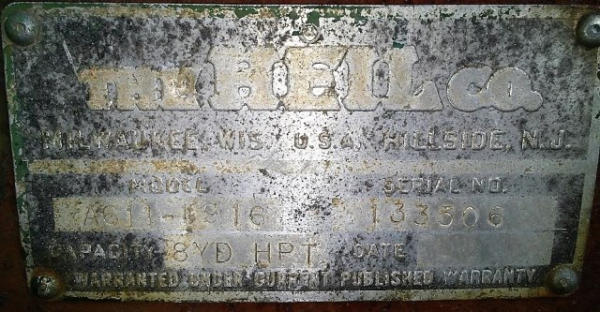 THE HEIL CO.
MILWAUKEE, WIS. U.S.A. HILLSIDE, N.J.
MODEL SERIAL NO.
133506
CAPACITY 8YD HPT DATE
WARRANTED UNDER CURRENT PUBLISHED WARRANTY